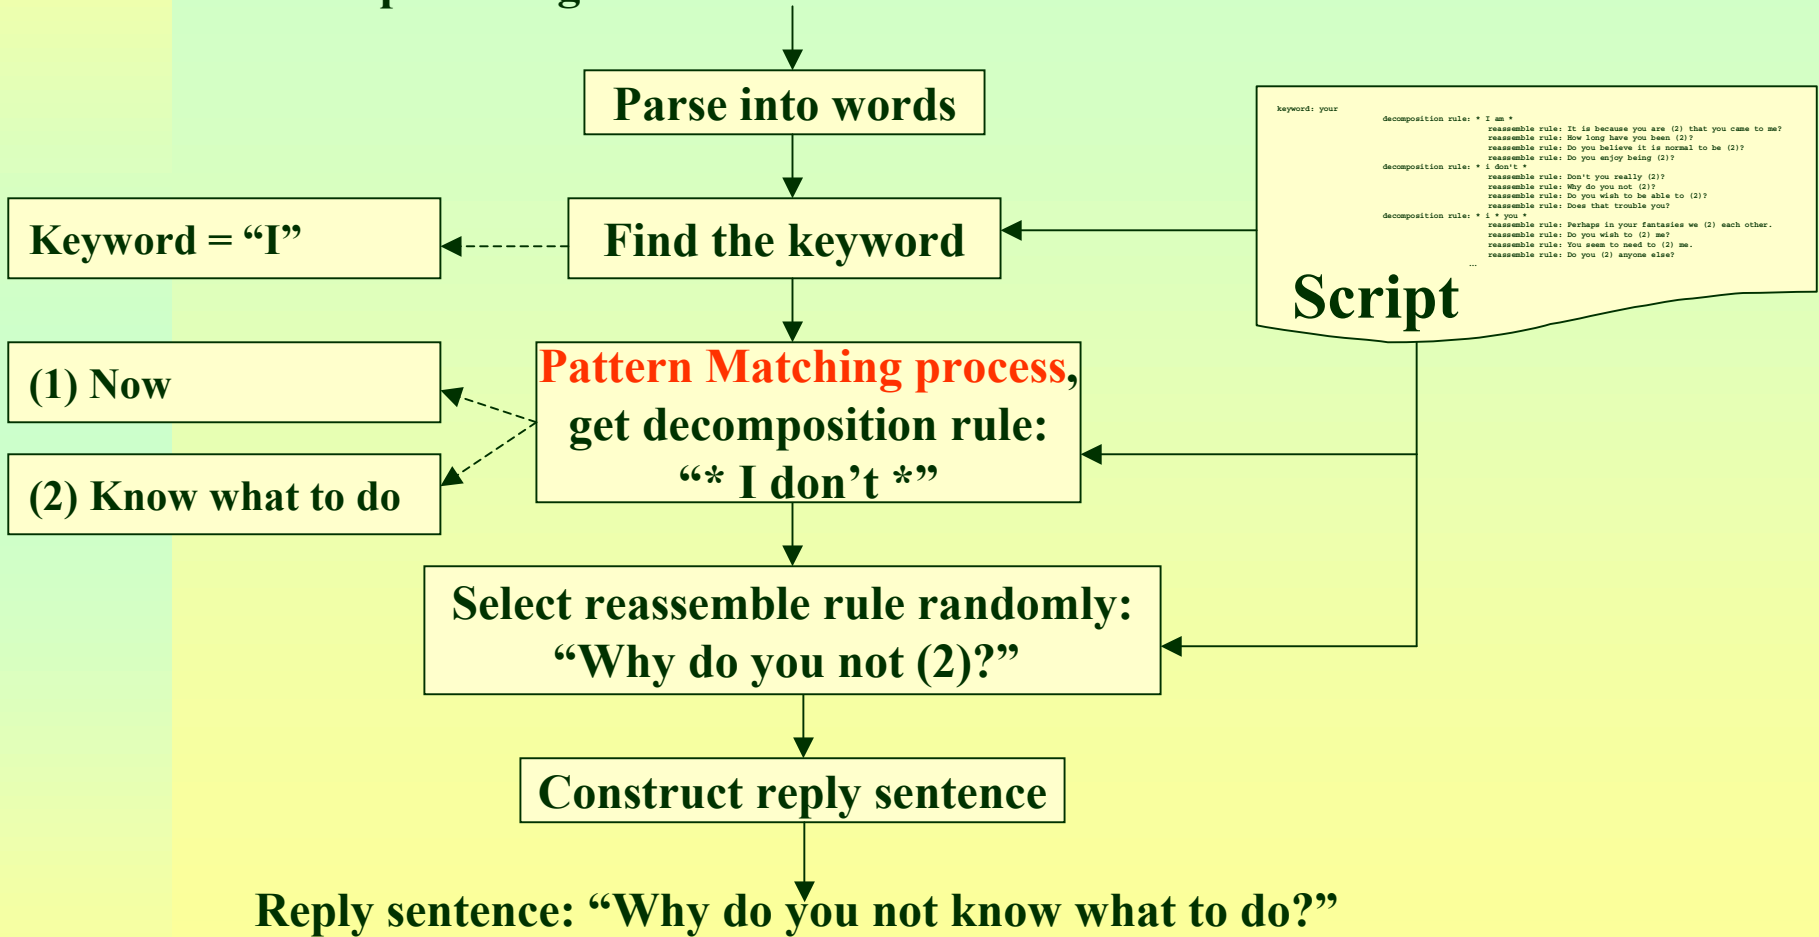 Parse into words
keyword: your
decomposition rule: * I am *
reassemble rule: It is because you are (2) that you came to me?
reassemble rule: How long have you been (2)?
reassemble rule: Do you believe it is normal to be (2)?
reassemble rule: Do you enjoy being (2)?
decomposition rule: * i don't *
reassemble rule: Don't you really (2)?
reassemble rule: Why do you not (2)?
reassemble rule: Do you wish to be able to (2)?
reassemble rule: Does that trouble you?
decomposition rule: * i * you *
reassemble rule: Perhaps in your fantasies we (2) each other.
reassemble rule: Do you wish to (2) me?
reassemble rule: You seem to need to (2) me.
reassemble rule: Do you (2) anyone else?
…
Script
Keyword = “I”
Find the keyword
(1) Now
(2) Know what to do
Pattern Matching process,
get decomposition rule:
“* I don’t *”
Select reassemble rule randomly:
“Why do you not (2)?”
Construct reply sentence
Reply sentence: “Why do you not know what to do?”